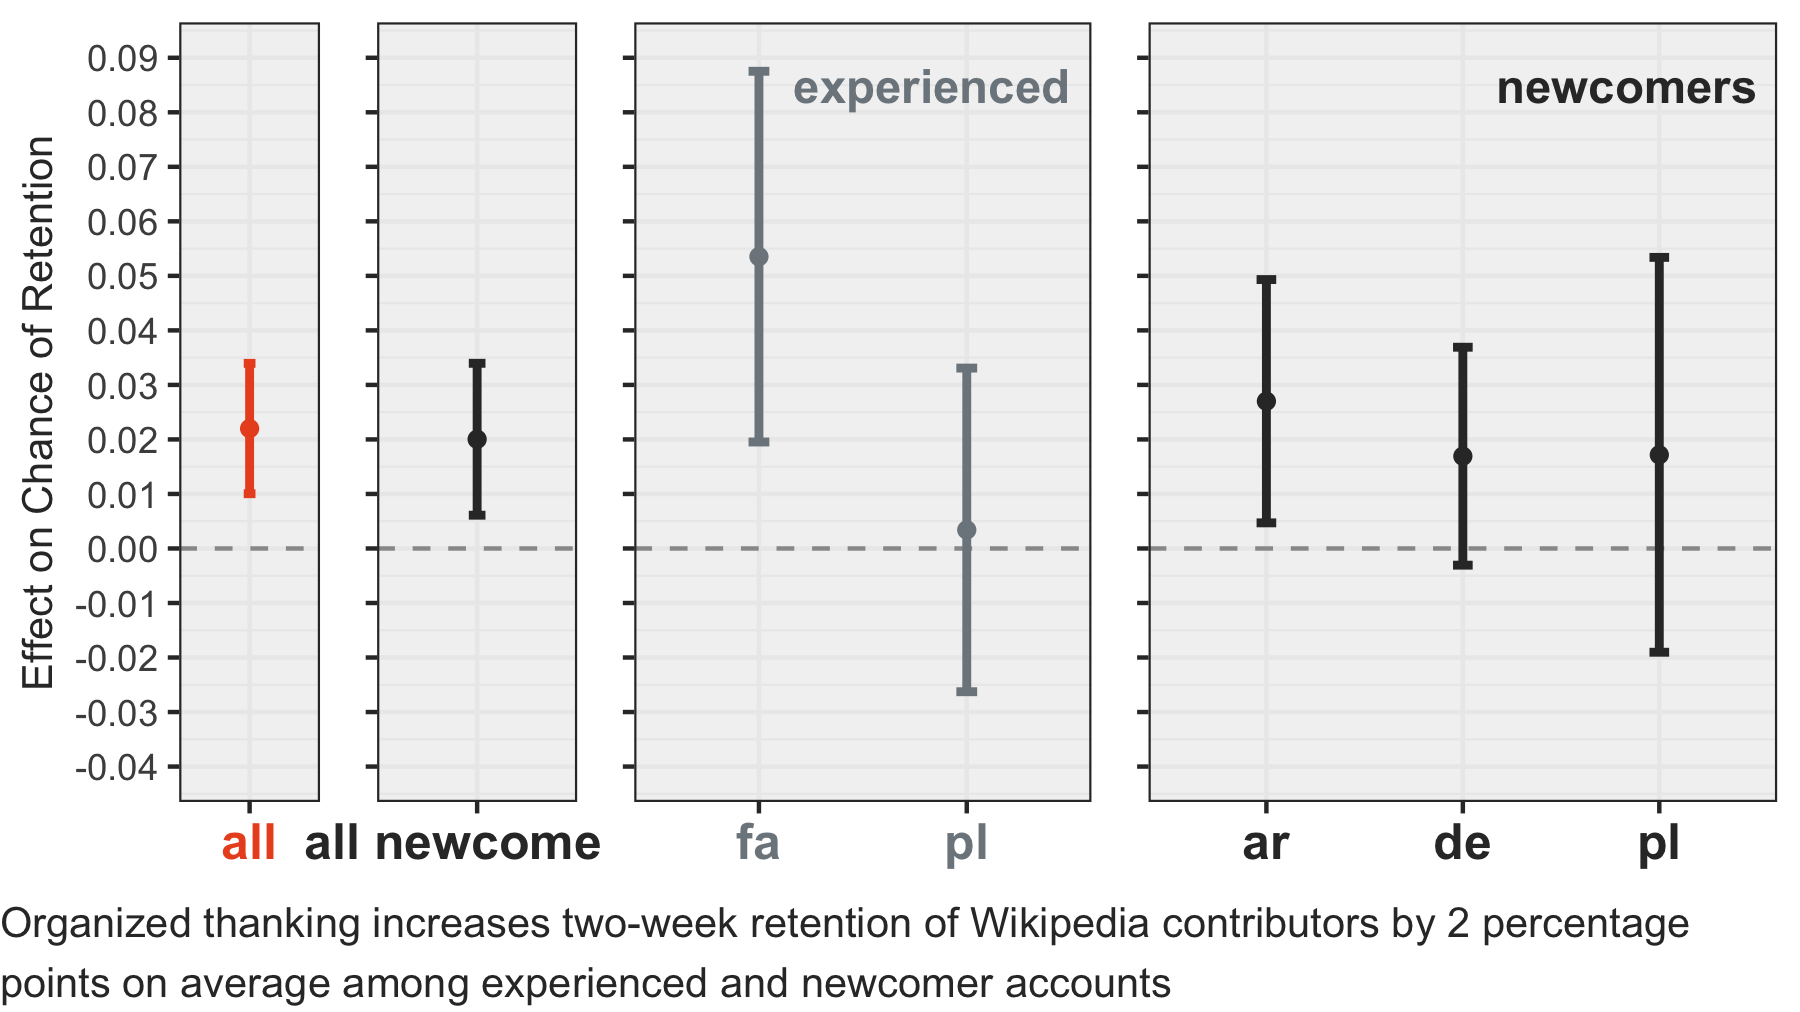 Effect on Chance of Retention
0.09
0.08
0.07
0.06
0.05
0.04
0.03
0.02
0.01
0.00
-0.01
-0.02
-0.03
-0.04
experienced
newcomers
all
all newcome
fa
pl
ar
de
pl
Organized thanking increases two-week retention of Wikipedia contributors by 2 percentage
points on average among experienced and newcomer accounts